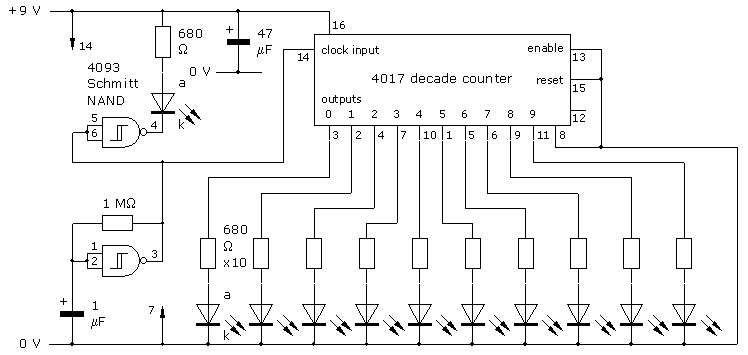 +9 V
14
680
Ω
+
47
μF
0 V
16
14
clock input
enable
13
4017 decade counter
reset
15
outputs
12
0 1 2 3 4 5 6 7 8 9
3 2 4 7 10 1 5 6 9 11 8
4093
Schmitt
NAND
a
k
5
6
4
1 MΩ
1
2
3
680
Ω
x10
+
1
μF
7
a
k
0 V